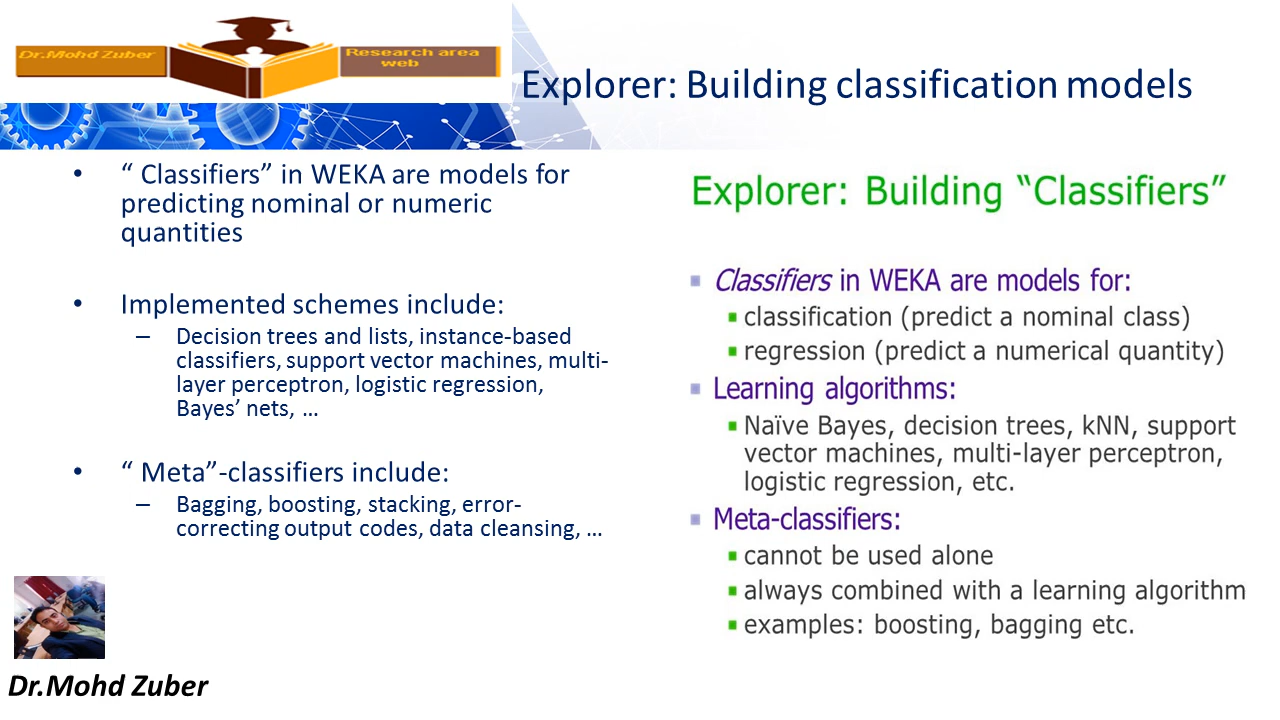 Dr.Mohd Zuber
Research area
web
Explorer: Building classification models
• “ Classifiers” in WEKA are models for
predicting nominal or numeric
quantities
• Implemented schemes include:
– Decision trees and lists, instance-based
classifiers, support vector machines, multi-
layer perceptron, logistic regression,
Bayes’ nets, …
• “ Meta”-classifiers include:
– Bagging, boosting, stacking, error-
correcting output codes, data cleansing, …
Explorer: Building “Classifiers”
Classifiers in WEKA are models for:
classification (predict a nominal class)
regression (predict a numerical quantity)
Learning algorithms:
Naïve Bayes, decision trees, kNN, support
vector machines, multi-layer perceptron,
logistic regression, etc.
Meta-classifiers:
cannot be used alone
always combined with a learning algorithm
examples: boosting, bagging etc.
Dr.Mohd Zuber